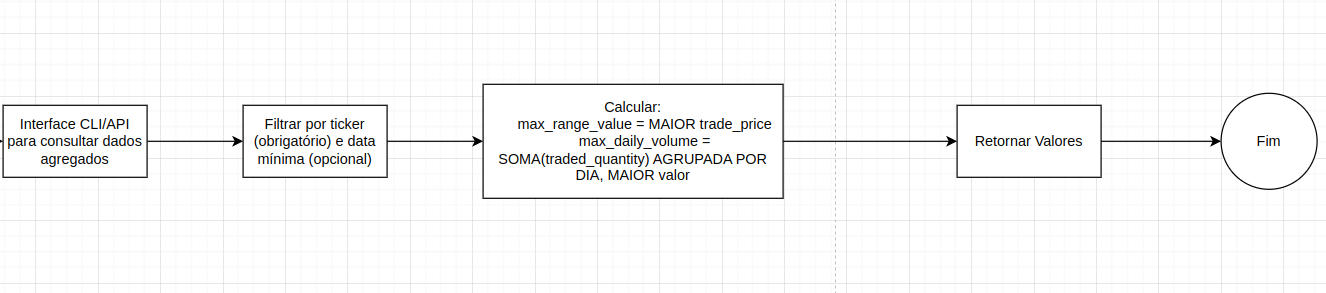 Interface CLI/API
para consultar dados
agregados
Filtrar por ticker
(obrigatório) e data
mínima (opcional)
Calcular:
max_range_value = MAIOR trade_price
max_daily_volume =
SOMA(traded_quantity) AGRUPADA POR
DIA, MAIOR valor
Retornar Valores
Fim